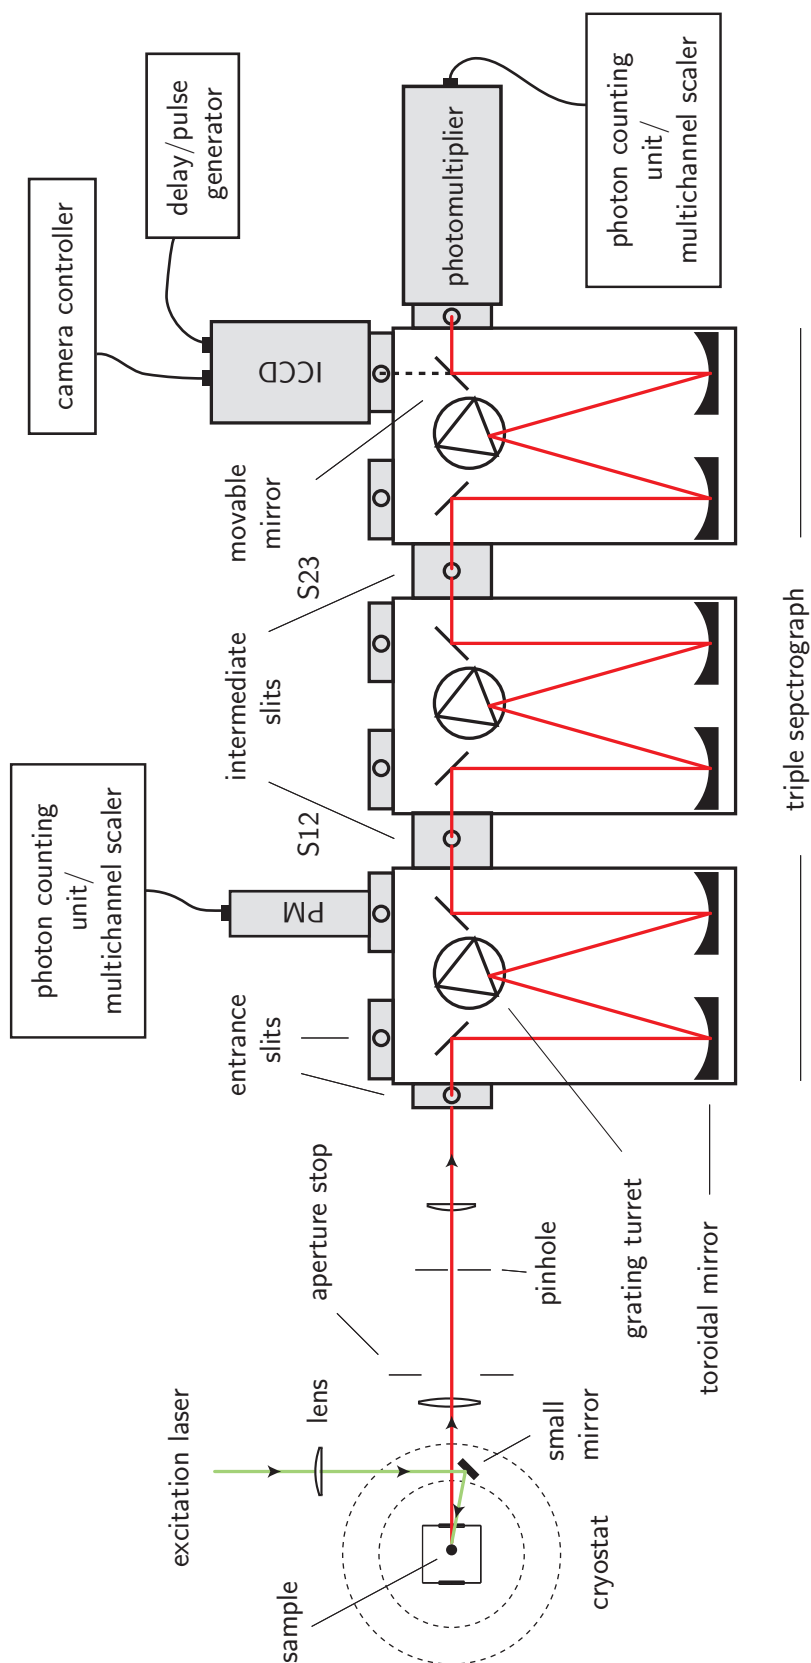 excitation laser
lens
sample
cryostat
small
mirror
aperture stop
pinhole
grating turret
toroidal mirror
entrance
slits
photon counting
unit/
multichannel scaler
PM
S12
intermediate
slits
S23
movable
mirror
camera controller
delay/pulse
generator
ICCD
photomultiplier
photon counting
unit/
multichannel scaler
triple sepctrograph